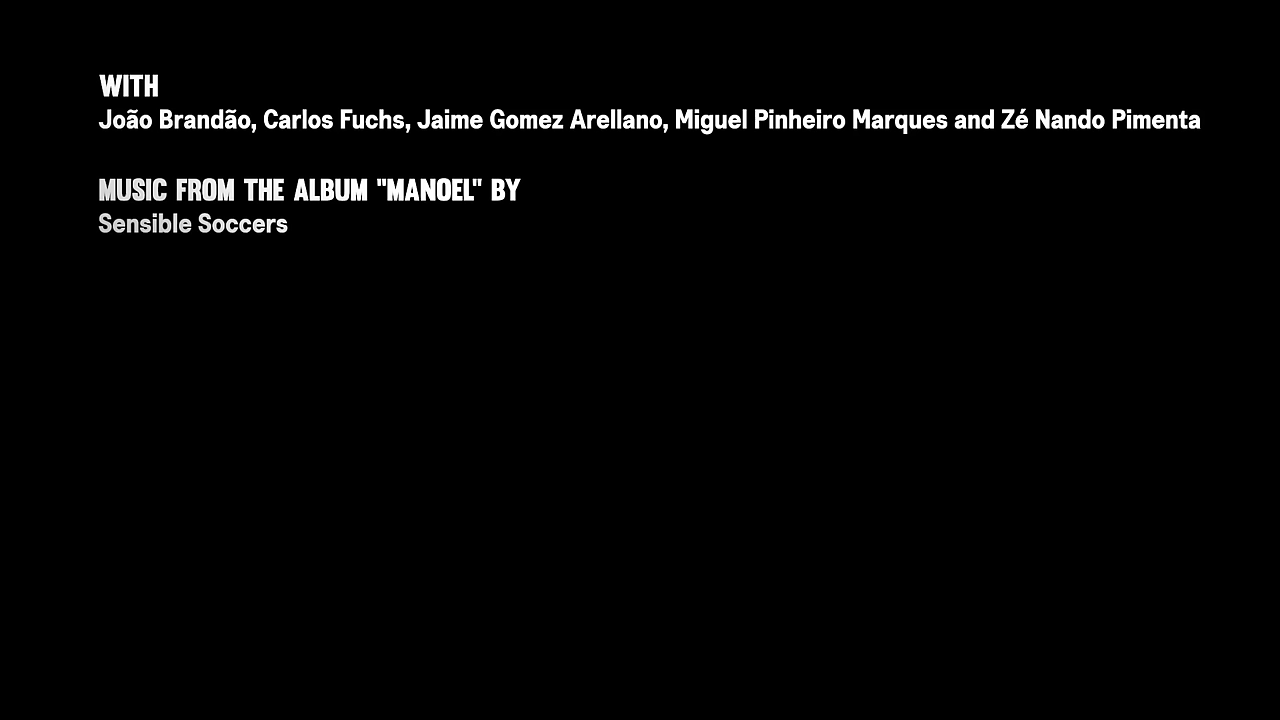 WITH
João Brandão, Carlos Fuchs, Jaime Gomez Arellano, Miguel Pinheiro Marques and Zé Nando Pimenta
MUSIC FROM THE ALBUM "MANOEL" BY
Sensible Soccers